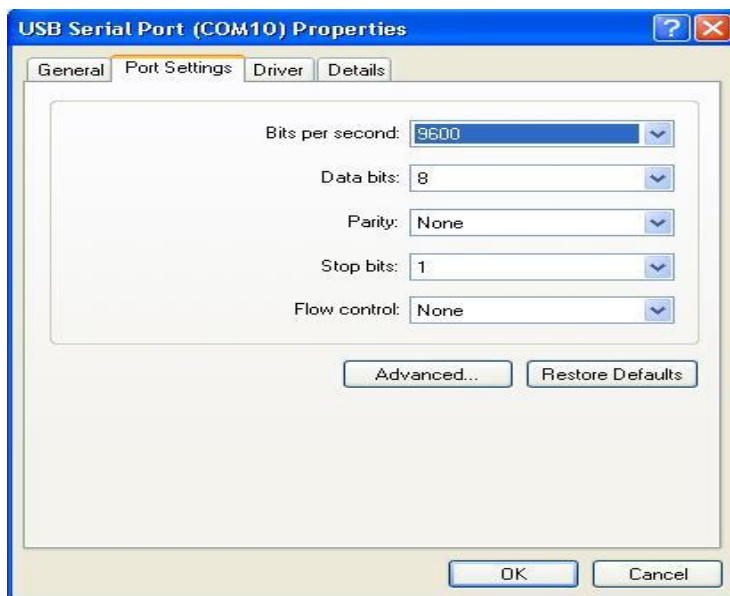 USB Serial Port (COM10) Properties
General Port Settings Driver Details
Bits per second: 9600
Data bits: 8
Parity: None
Stop bits: 1
Flow control: None
Advanced... Restore Defaults
OK Cancel